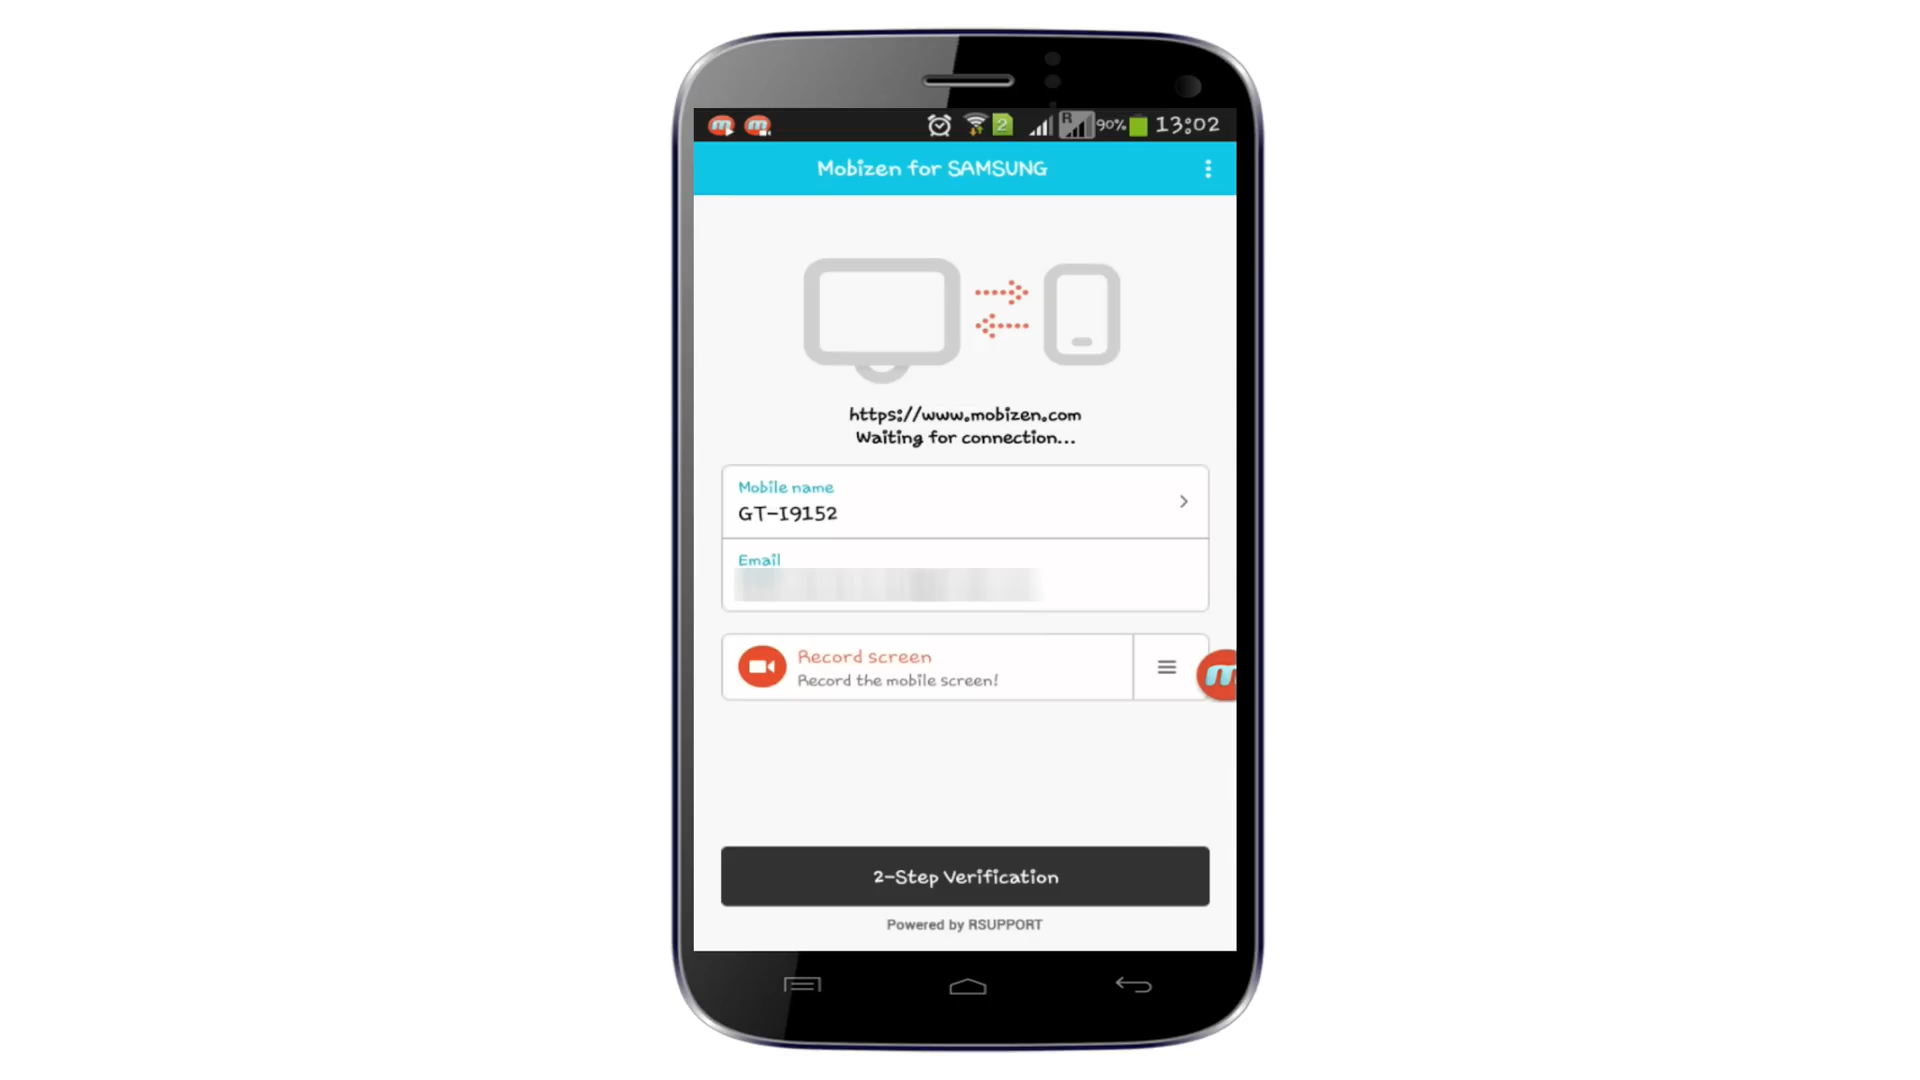 2 R 90% 13:02
Mobizen for SAMSUNG
https://www.mobizen.com
Waiting for connection...
Mobile name
GT-I9152
Email
Record screen
Record the mobile screen!
2-Step Verification
Powered by RSUPPORT